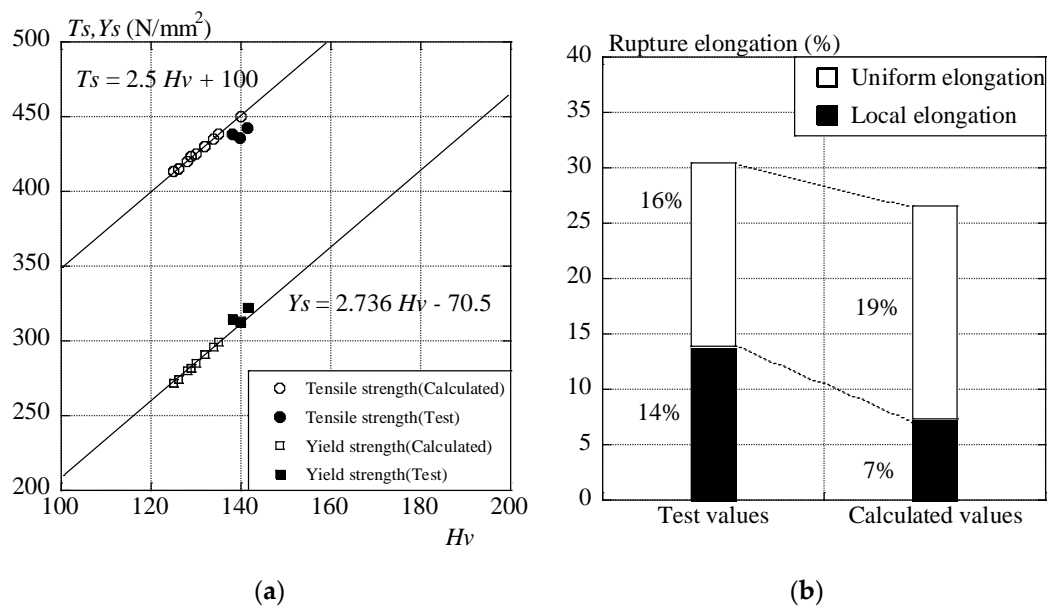 Ts,Ys (N/mm²)
500
450
400
350
300
250
200
100
120
140
160
180
200
Hv
Ts = 2.5 Hv + 100
Ys = 2.736 Hv - 70.5
Tensile strength(Calculated)
Tensile strength(Test)
Yield strength(Calculated)
Yield strength(Test)
(a)
Rupture elongation (%)
40
35
30
25
20
15
10
5
0
Uniform elongation
Local elongation
16%
14%
19%
7%
Test values
Calculated values
(b)